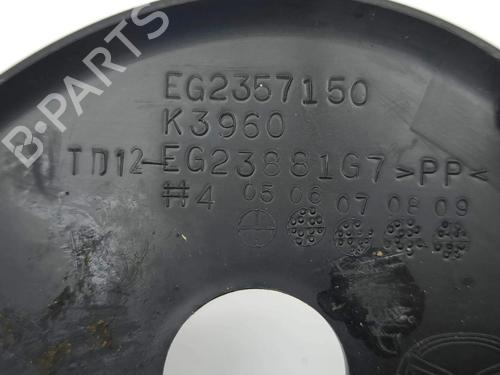 B-PARTS
EG2357150
K3960
TD12-EG23881G7 >PP<
#4 05 06 07 08 09